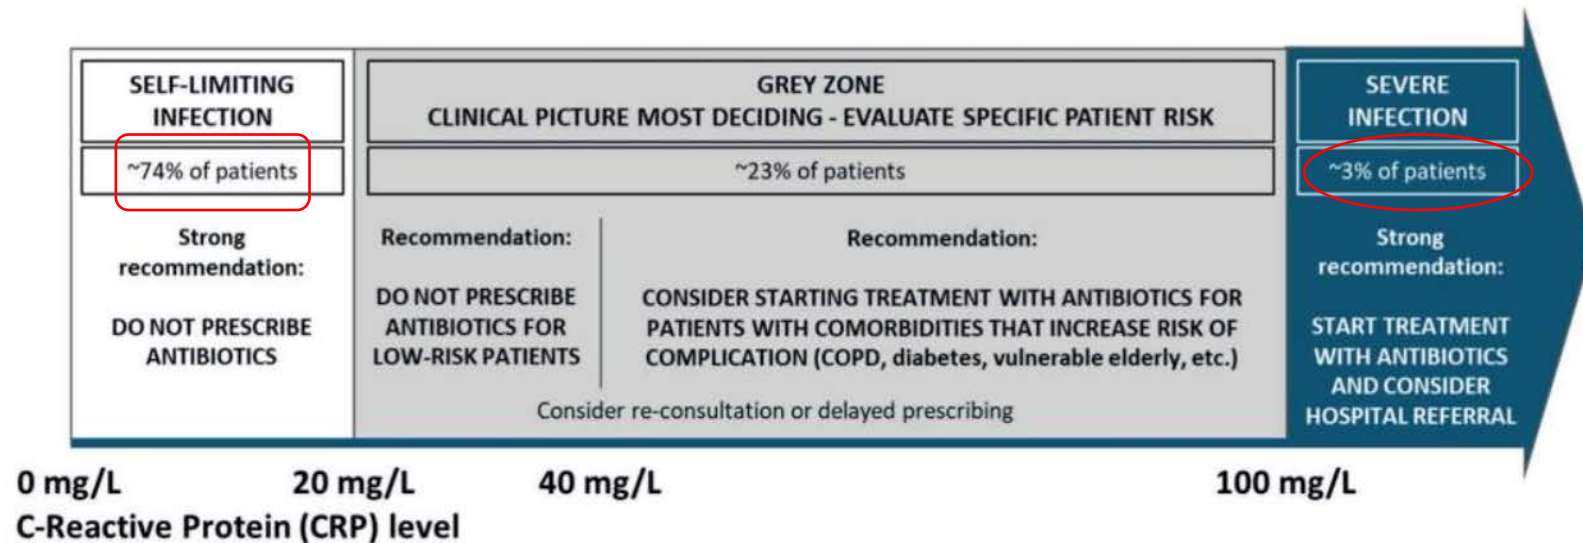 SELF-LIMITING
INFECTION
~74% of patients
Strong
recommendation:
DO NOT PRESCRIBE
ANTIBIOTICS
GREY ZONE
CLINICAL PICTURE MOST DECIDING - EVALUATE SPECIFIC PATIENT RISK
~23% of patients
Recommendation:
DO NOT PRESCRIBE
ANTIBIOTICS FOR
LOW-RISK PATIENTS
Recommendation:
CONSIDER STARTING TREATMENT WITH ANTIBIOTICS FOR
PATIENTS WITH COMORBIDITIES THAT INCREASE RISK OF
COMPLICATION (COPD, diabetes, vulnerable elderly, etc.)
Consider re-consultation or delayed prescribing
SEVERE
INFECTION
~3% of patients
Strong
recommendation:
START TREATMENT
WITH ANTIBIOTICS
AND CONSIDER
HOSPITAL REFERRAL
0 mg/L 20 mg/L 40 mg/L 100 mg/L
C-Reactive Protein (CRP) level